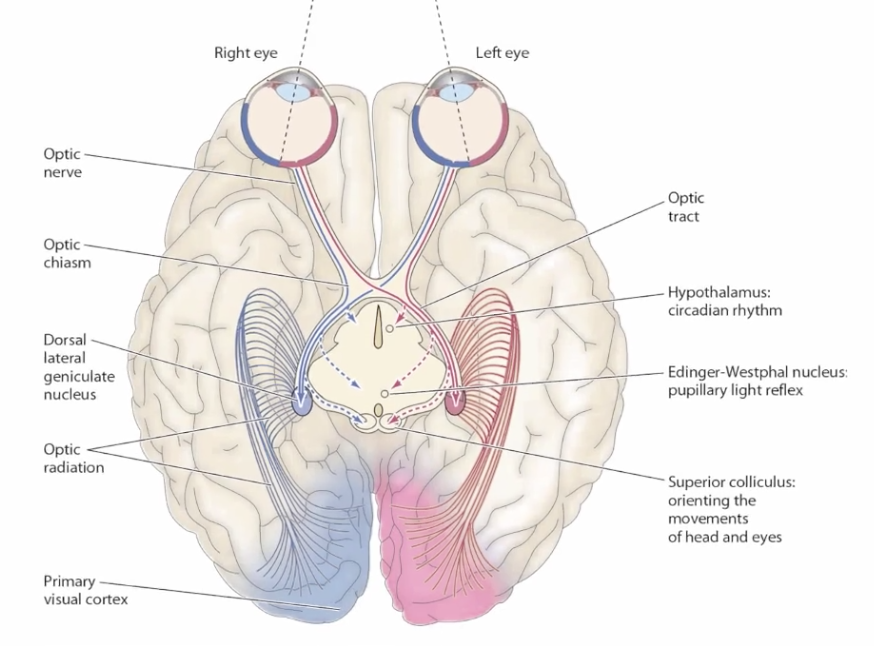 Right eye
Left eye
Optic
nerve
Optic
chiasm
Dorsal
lateral
geniculate
nucleus
Optic
radiation
Primary
visual cortex
Optic
tract
Hypothalamus:
circadian rhythm
Edinger-Westphal nucleus:
pupillary light reflex
Superior colliculus:
orienting the
movements
of head and eyes